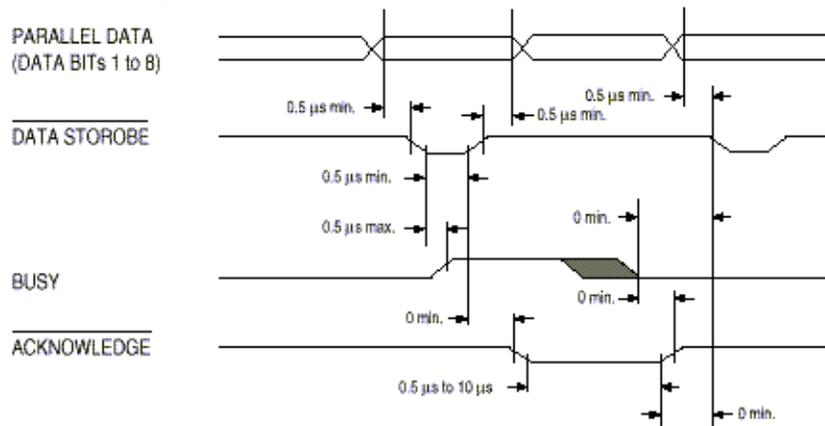 PARALLEL DATA
(DATA BITs 1 to 8)
0.5 µs min.
0.5 µs min.
0.5 µs min.
DATA STOROBE
0.5 µs min.
0.5 µs max.
0 min.
BUSY
0 min.
0 min.
ACKNOWLEDGE
0.5 µs to 10 µs
0 min.